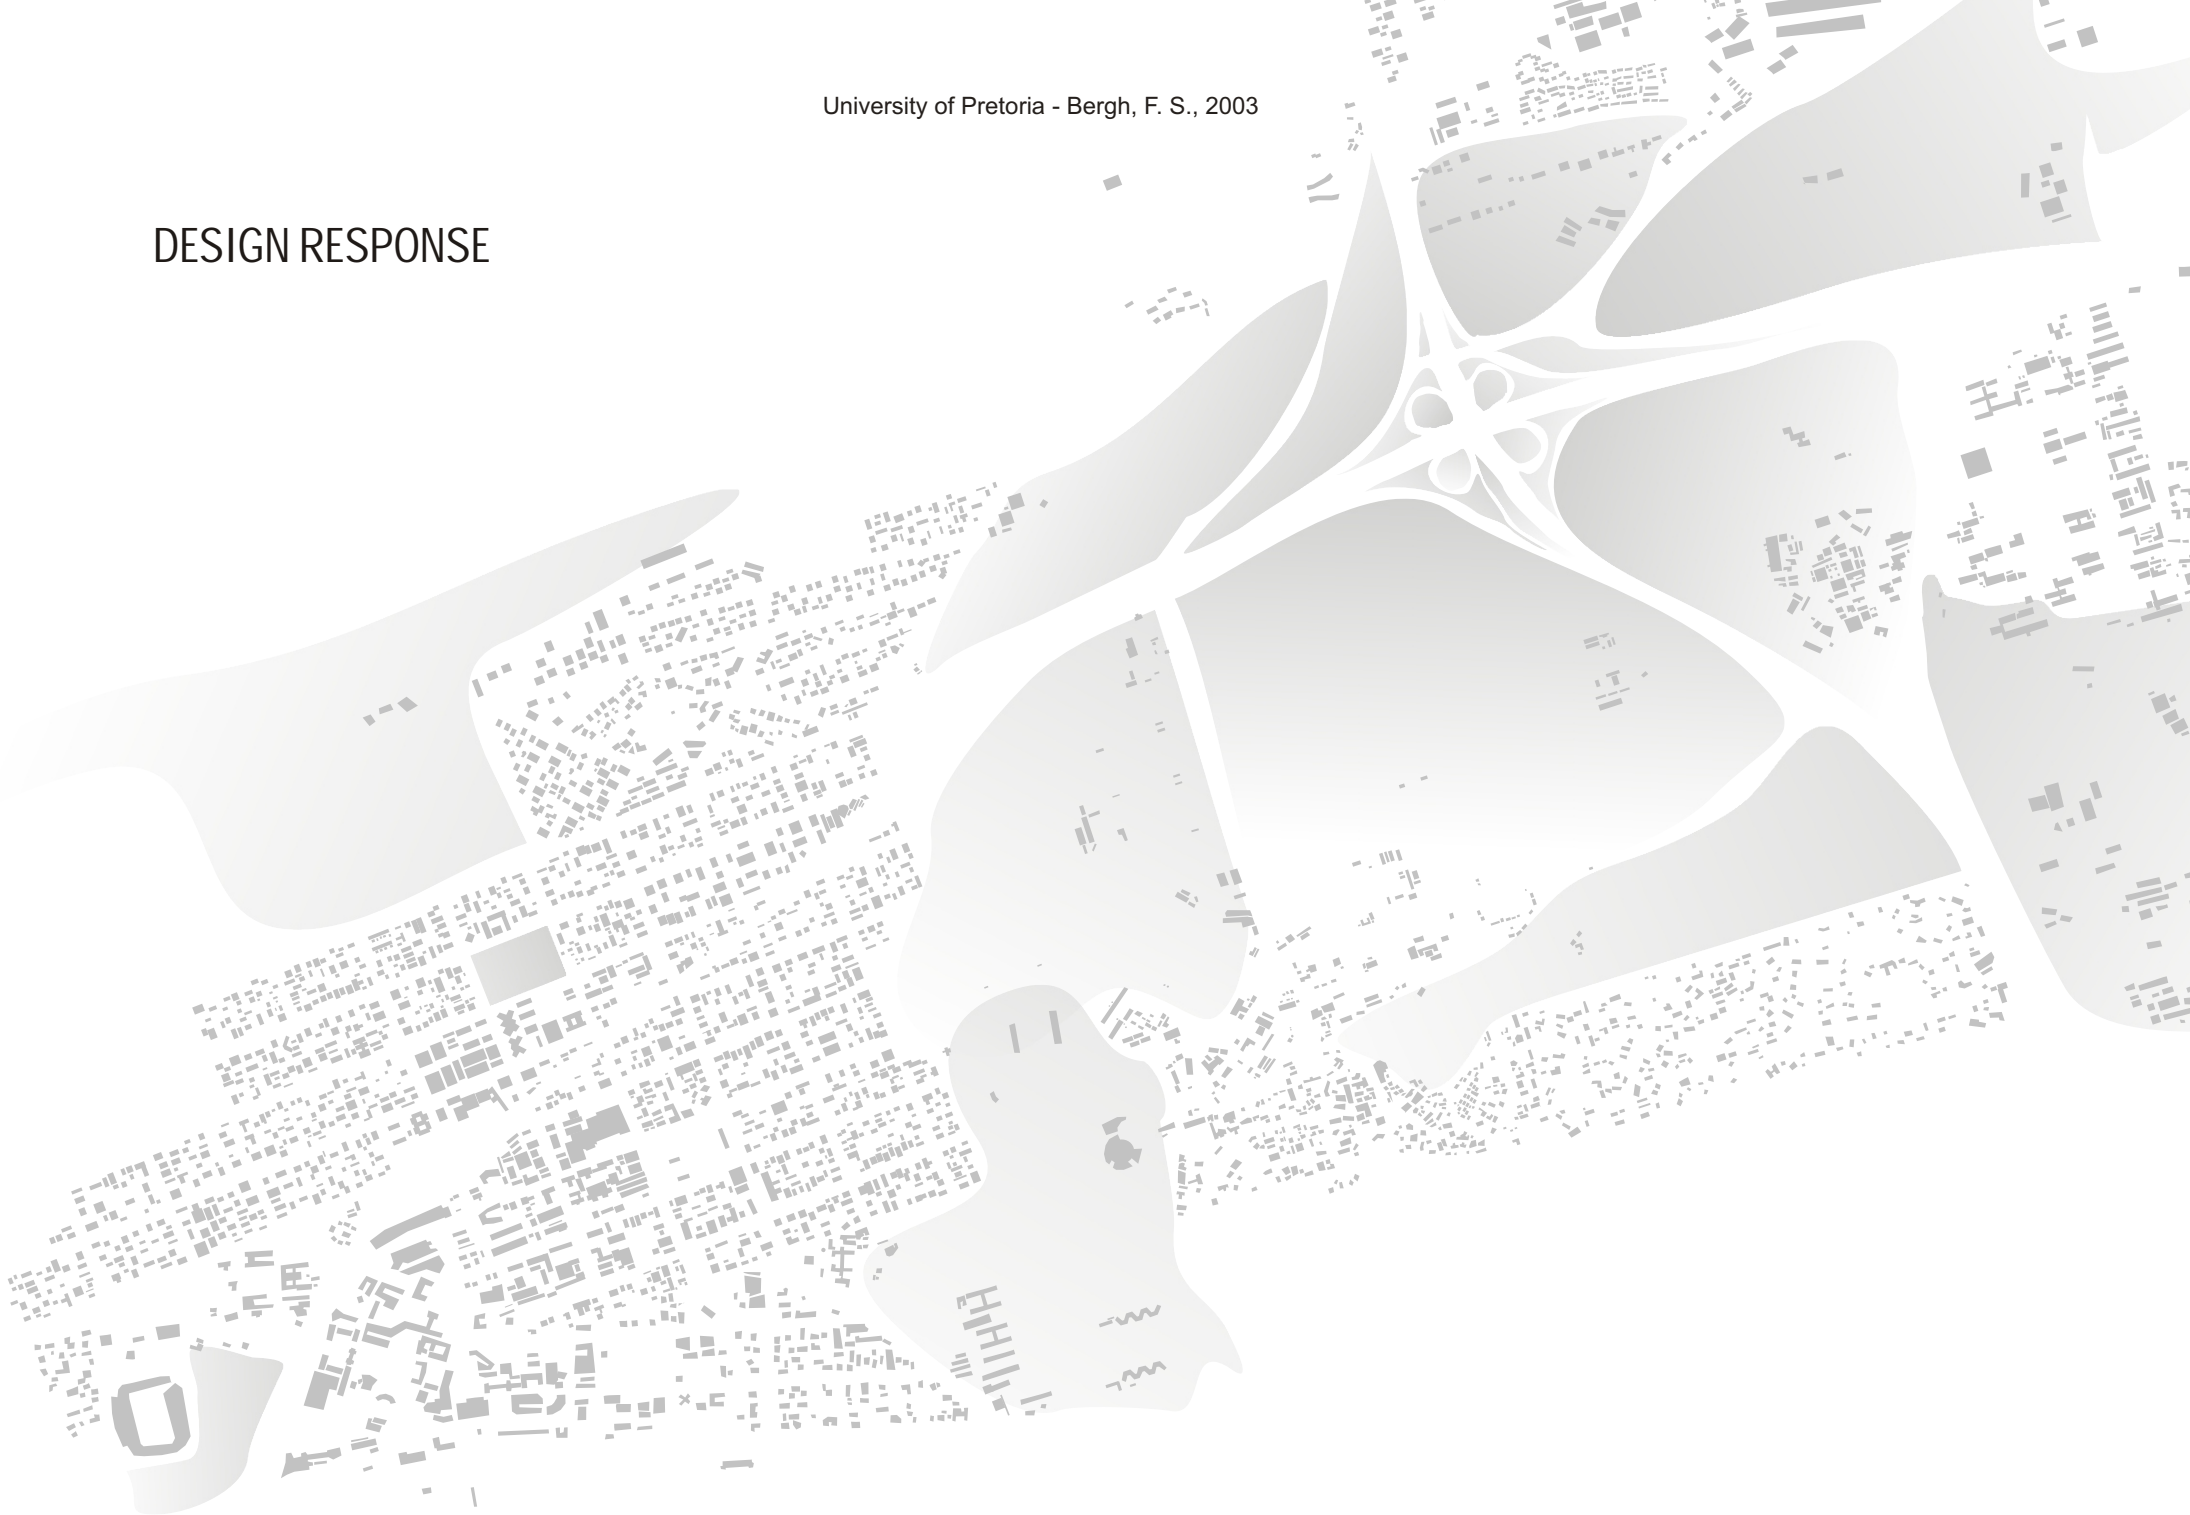 University of Pretoria - Bergh, F. S., 2003
DESIGN RESPONSE